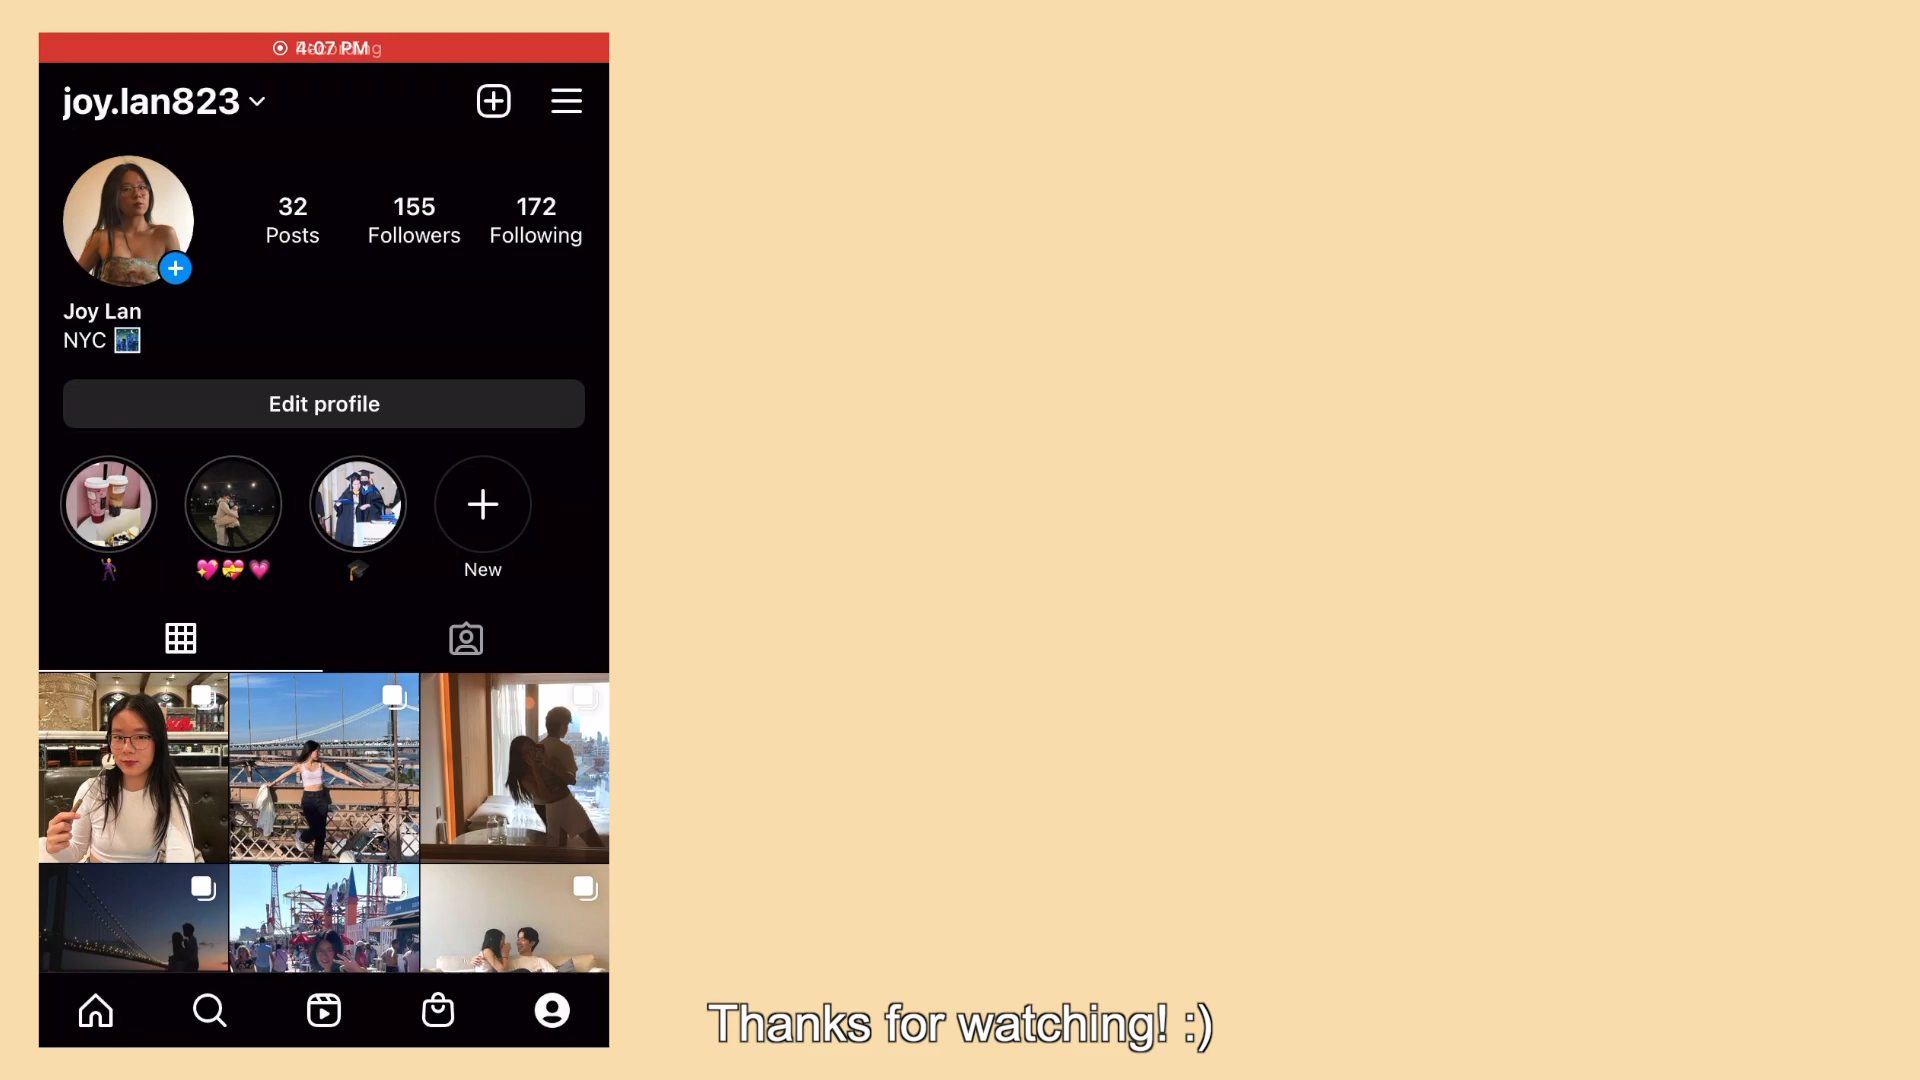 4:07 PM
joy.lan823
32
Posts
155
Followers
172
Following
Joy Lan
NYC
Edit profile
New
Thanks for watching! :)